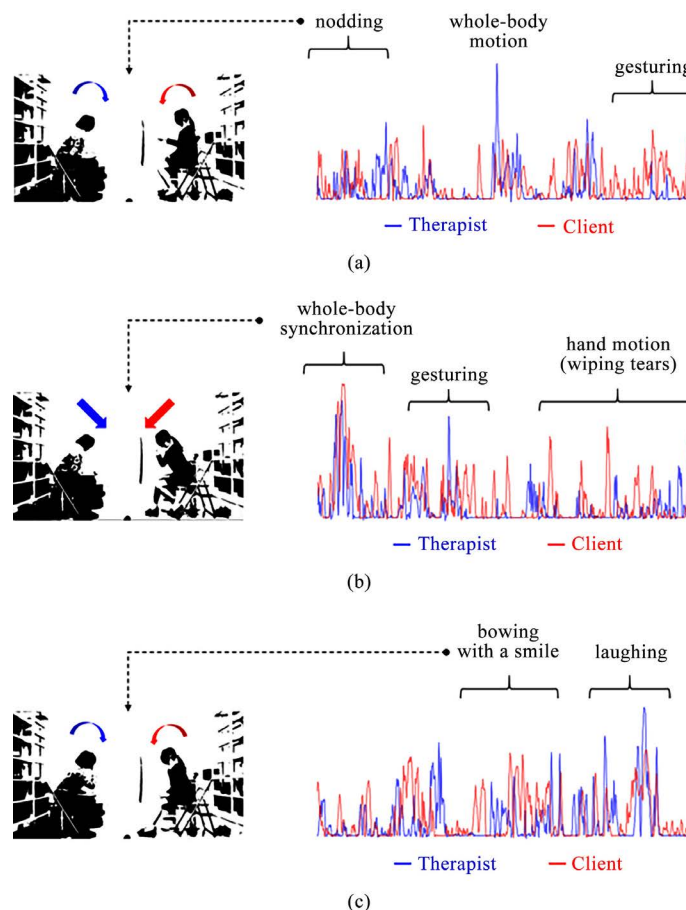 nodding
whole-body
motion
gesturing
Therapist
Client
(a)
whole-body
synchronization
gesturing
hand motion
(wiping tears)
Therapist
Client
(b)
bowing
with a smile
laughing
Therapist
Client
(c)